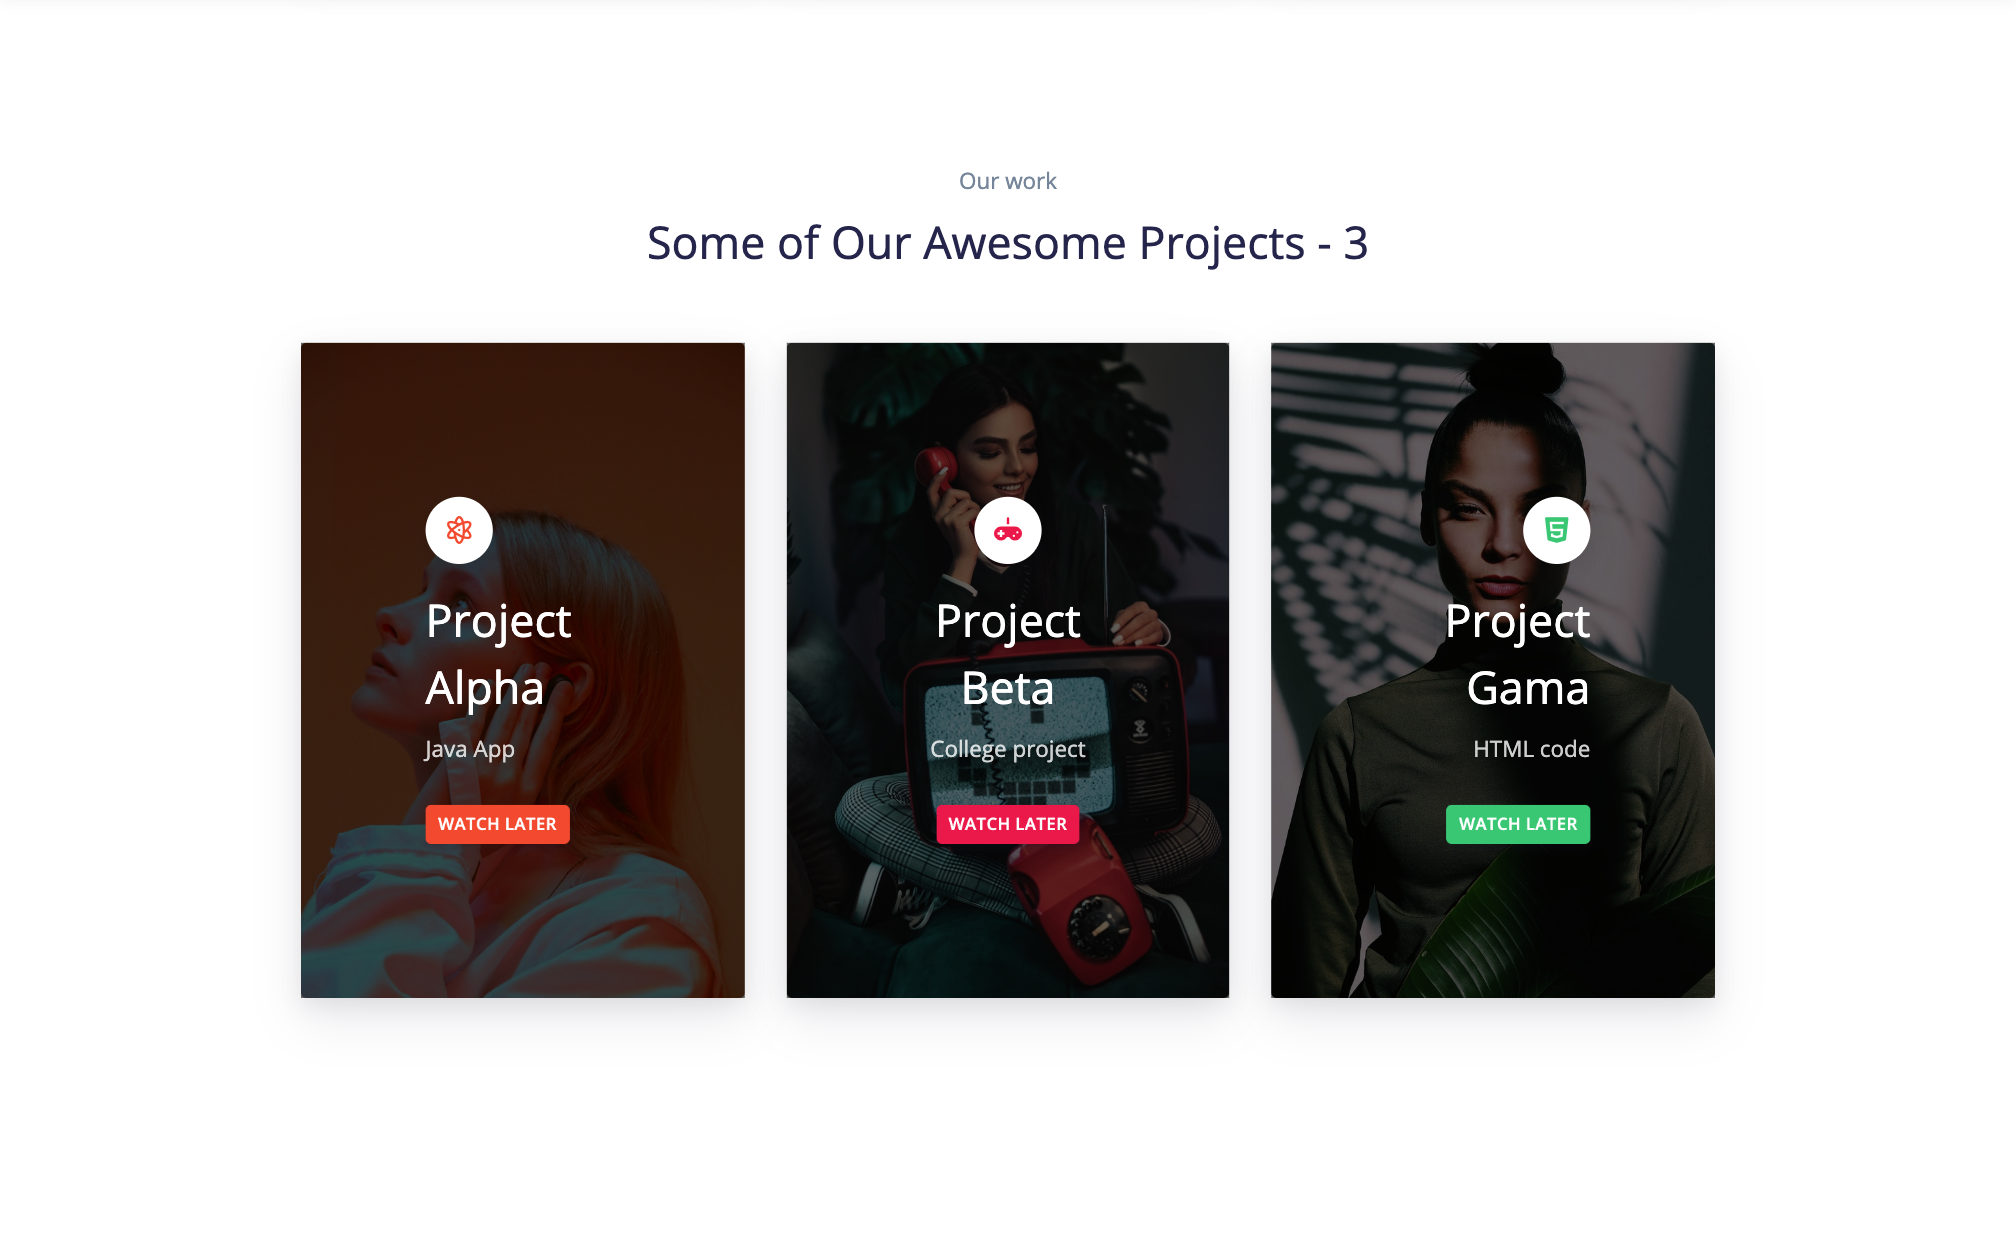 Our work
Some of Our Awesome Projects - 3
Project
Alpha
Java App
WATCH LATER
Project
Beta
College project
WATCH LATER
Project
Gama
HTML code
WATCH LATER